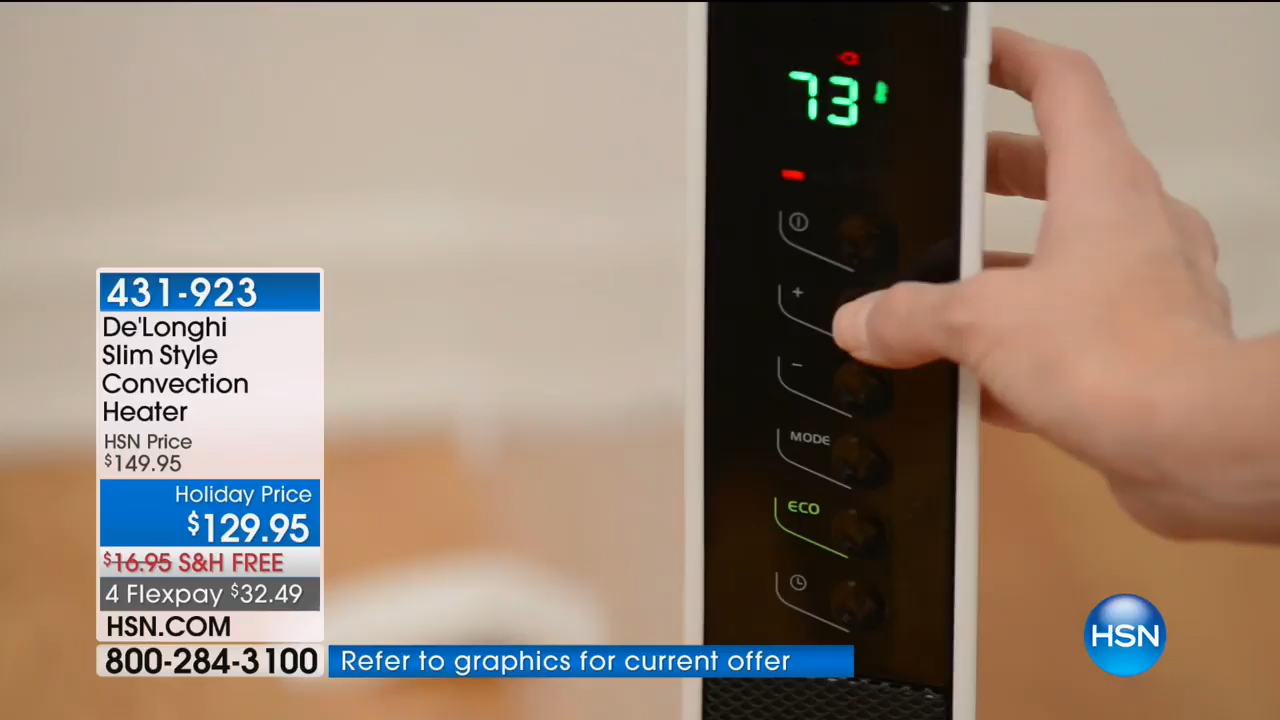 73
+
-
MODE
ECO
431-923
De'Longhi
Slim Style
Convection
Heater
HSN Price
$149.95
Holiday Price
$129.95
$16.95 S&H FREE
4 Flexpay $32.49
HSN.COM
800-284-3100
Refer to graphics for current offer
HSN